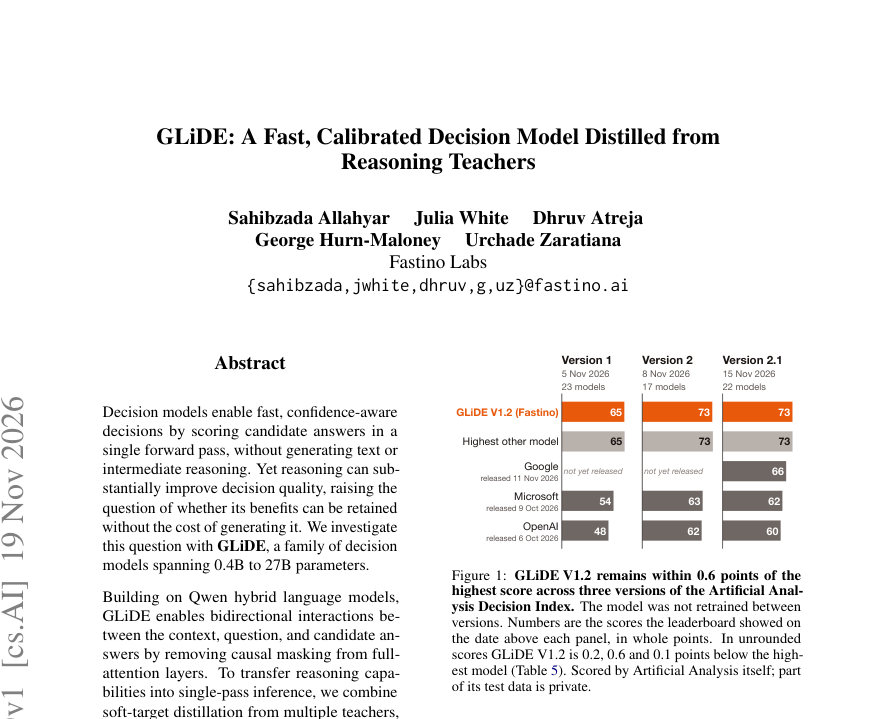 GLiDE: A Fast, Calibrated Decision Model Distilled from
Reasoning Teachers
Sahibzada Allahyar Julia White Dhruv Atreja
George Hurn-Maloney Urchade Zaratiana
Fastino Labs
{sahibzada,jwhite,dhruv,g,uz}@fastino.ai
Abstract
Decision models enable fast, confidence-aware
decisions by scoring candidate answers in a
single forward pass, without generating text or
intermediate reasoning. Yet reasoning can sub-
stantially improve decision quality, raising the
question of whether its benefits can be retained
without the cost of generating it. We investigate
this question with GLiDE, a family of decision
models spanning 0.4B to 27B parameters.
Building on Qwen hybrid language models,
GLiDE enables bidirectional interactions be-
tween the context, question, and candidate an-
swers by removing causal masking from full-
attention layers. To transfer reasoning capa-
bilities into single-pass inference, we combine
soft-target distillation from multiple teachers,
Version 1 Version 2 Version 2.1
5 Nov 2026 8 Nov 2026 15 Nov 2026
23 models 17 models 22 models
GLiDE V1.2 (Fastino) 65 73 73
Highest other model 65 73 73
Google not yet released not yet released 66
released 11 Nov 2026
Microsoft 54 63 62
released 9 Oct 2026
OpenAI 48 62 60
released 6 Oct 2026
Figure 1: GLiDE V1.2 remains within 0.6 points of the
highest score across three versions of the Artificial Anal-
ysis Decision Index. The model was not retrained between
versions. Numbers are the scores the leaderboard showed on
the date above each panel, in whole points. In unrounded
scores GLiDE V1.2 is 0.2, 0.6 and 0.1 points below the high-
est model (Table 5). Scored by Artificial Analysis itself; part
of its test data is private.
v1 [cs.AI] 19 Nov 2026